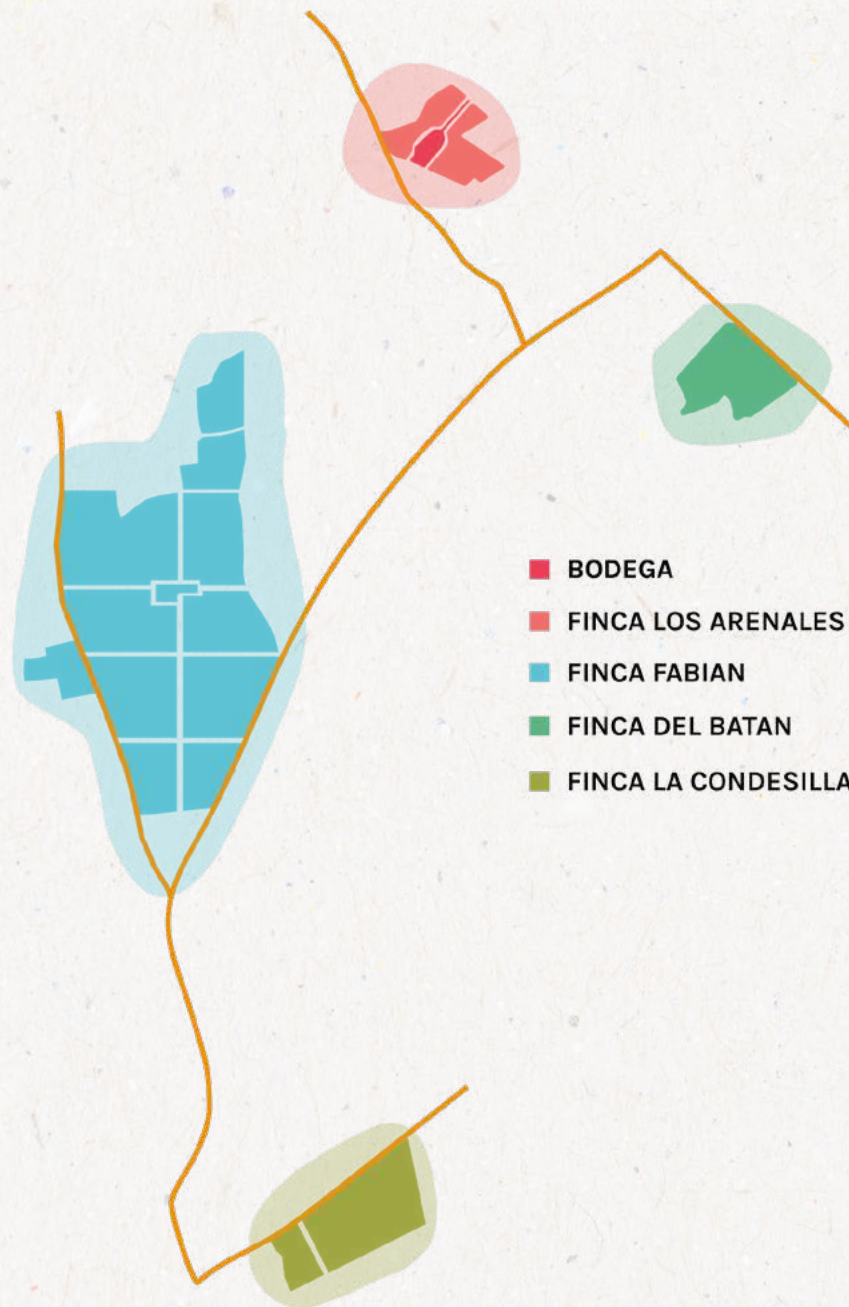 BODEGA
FINCA LOS ARENALES
FINCA FABIAN
FINCA DEL BATAN
FINCA LA CONDESILLA